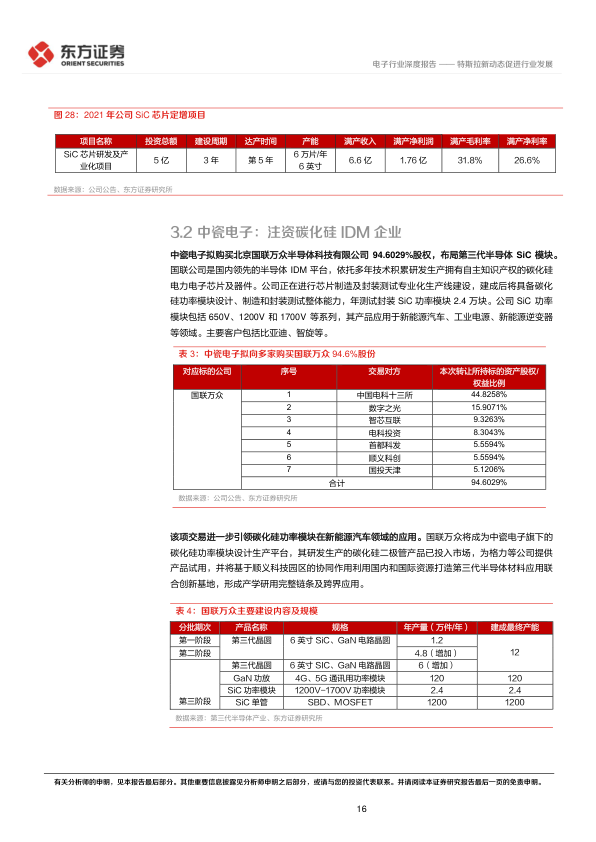 东方证券
ORIENT SECURITIES
电子行业深度报告 —— 特斯拉新动态促进行业发展
图 28：2021 年公司 SiC 芯片定增项目
项目名称 投资总额 建设周期 达产时间 产能 满产收入 满产净利润 满产毛利率 满产净利率
SiC 芯片研发及产业化项目 5 亿 3 年 第 5 年 6 万片/年 6 英寸 6.6 亿 1.76 亿 31.8% 26.6%
数据来源：公司公告、东方证券研究所
3.2 中瓷电子：注资碳化硅 IDM 企业
中瓷电子拟购买北京国联万众半导体科技有限公司 94.6029%股权，布局第三代半导体 SiC 模块。
国联公司是国内领先的半导体 IDM 平台，依托多年技术积累研发生产拥有自主知识产权的碳化硅
电力电子芯片及器件。公司正在进行芯片制造及封装测试专业化生产线建设，建成后将具备碳化
硅功率模块设计、制造和封装测试整体能力，年测试封装 SiC 功率模块 2.4 万块。公司 SiC 功率
模块包括 650V、1200V 和 1700V 等系列，其产品应用于新能源汽车、工业电源、新能源逆变器
等领域。主要客户包括比亚迪、智旋等。
表 3：中瓷电子拟向多家购买国联万众 94.6%股份
对应标的公司 序号 交易对方 本次转让所持标的资产股权/
权益比例
国联万众 1 中国电科十三所 44.8258%
2 数字之光 15.9071%
3 智芯互联 9.3263%
4 电科投资 8.3043%
5 首都科发 5.5594%
6 顺义科创 5.5594%
7 国投天津 5.1206%
合计 94.6029%
数据来源：公司公告、东方证券研究所
该项交易进一步引领碳化硅功率模块在新能源汽车领域的应用。国联万众将成为中瓷电子旗下的
碳化硅功率模块设计生产平台，其研发生产的碳化硅二极管产品已投入市场，为格力等公司提供
产品试用，并将基于顺义科技园区的协同作用利用国内和国际资源打造第三代半导体材料应用联
合创新基地，形成产学研用完整链条及跨界应用。
表 4：国联万众主要建设内容及规模
分批期次 产品名称 规格 年产量（万件/年） 建成最终产能
第一阶段 第三代晶圆 6 英寸 SiC、GaN 电路晶圆 1.2
第二阶段 4.8（增加） 12
第三代晶圆 6 英寸 SIC、GaN 电路晶圆 6（增加）
GaN 功放 4G、5G 通讯用功率模块 120 120
SiC 功率模块 1200V-1700V 功率模块 2.4 2.4
第三阶段 SiC 单管 SBD、MOSFET 1200 1200
数据来源：第三代半导体产业、东方证券研究所
有关分析师的申明，见本报告最后部分。其他重要信息披露见分析师申明之后部分，或请与您的投资代表联系。并请阅读本证券研究报告最后一页的免责申明。
16